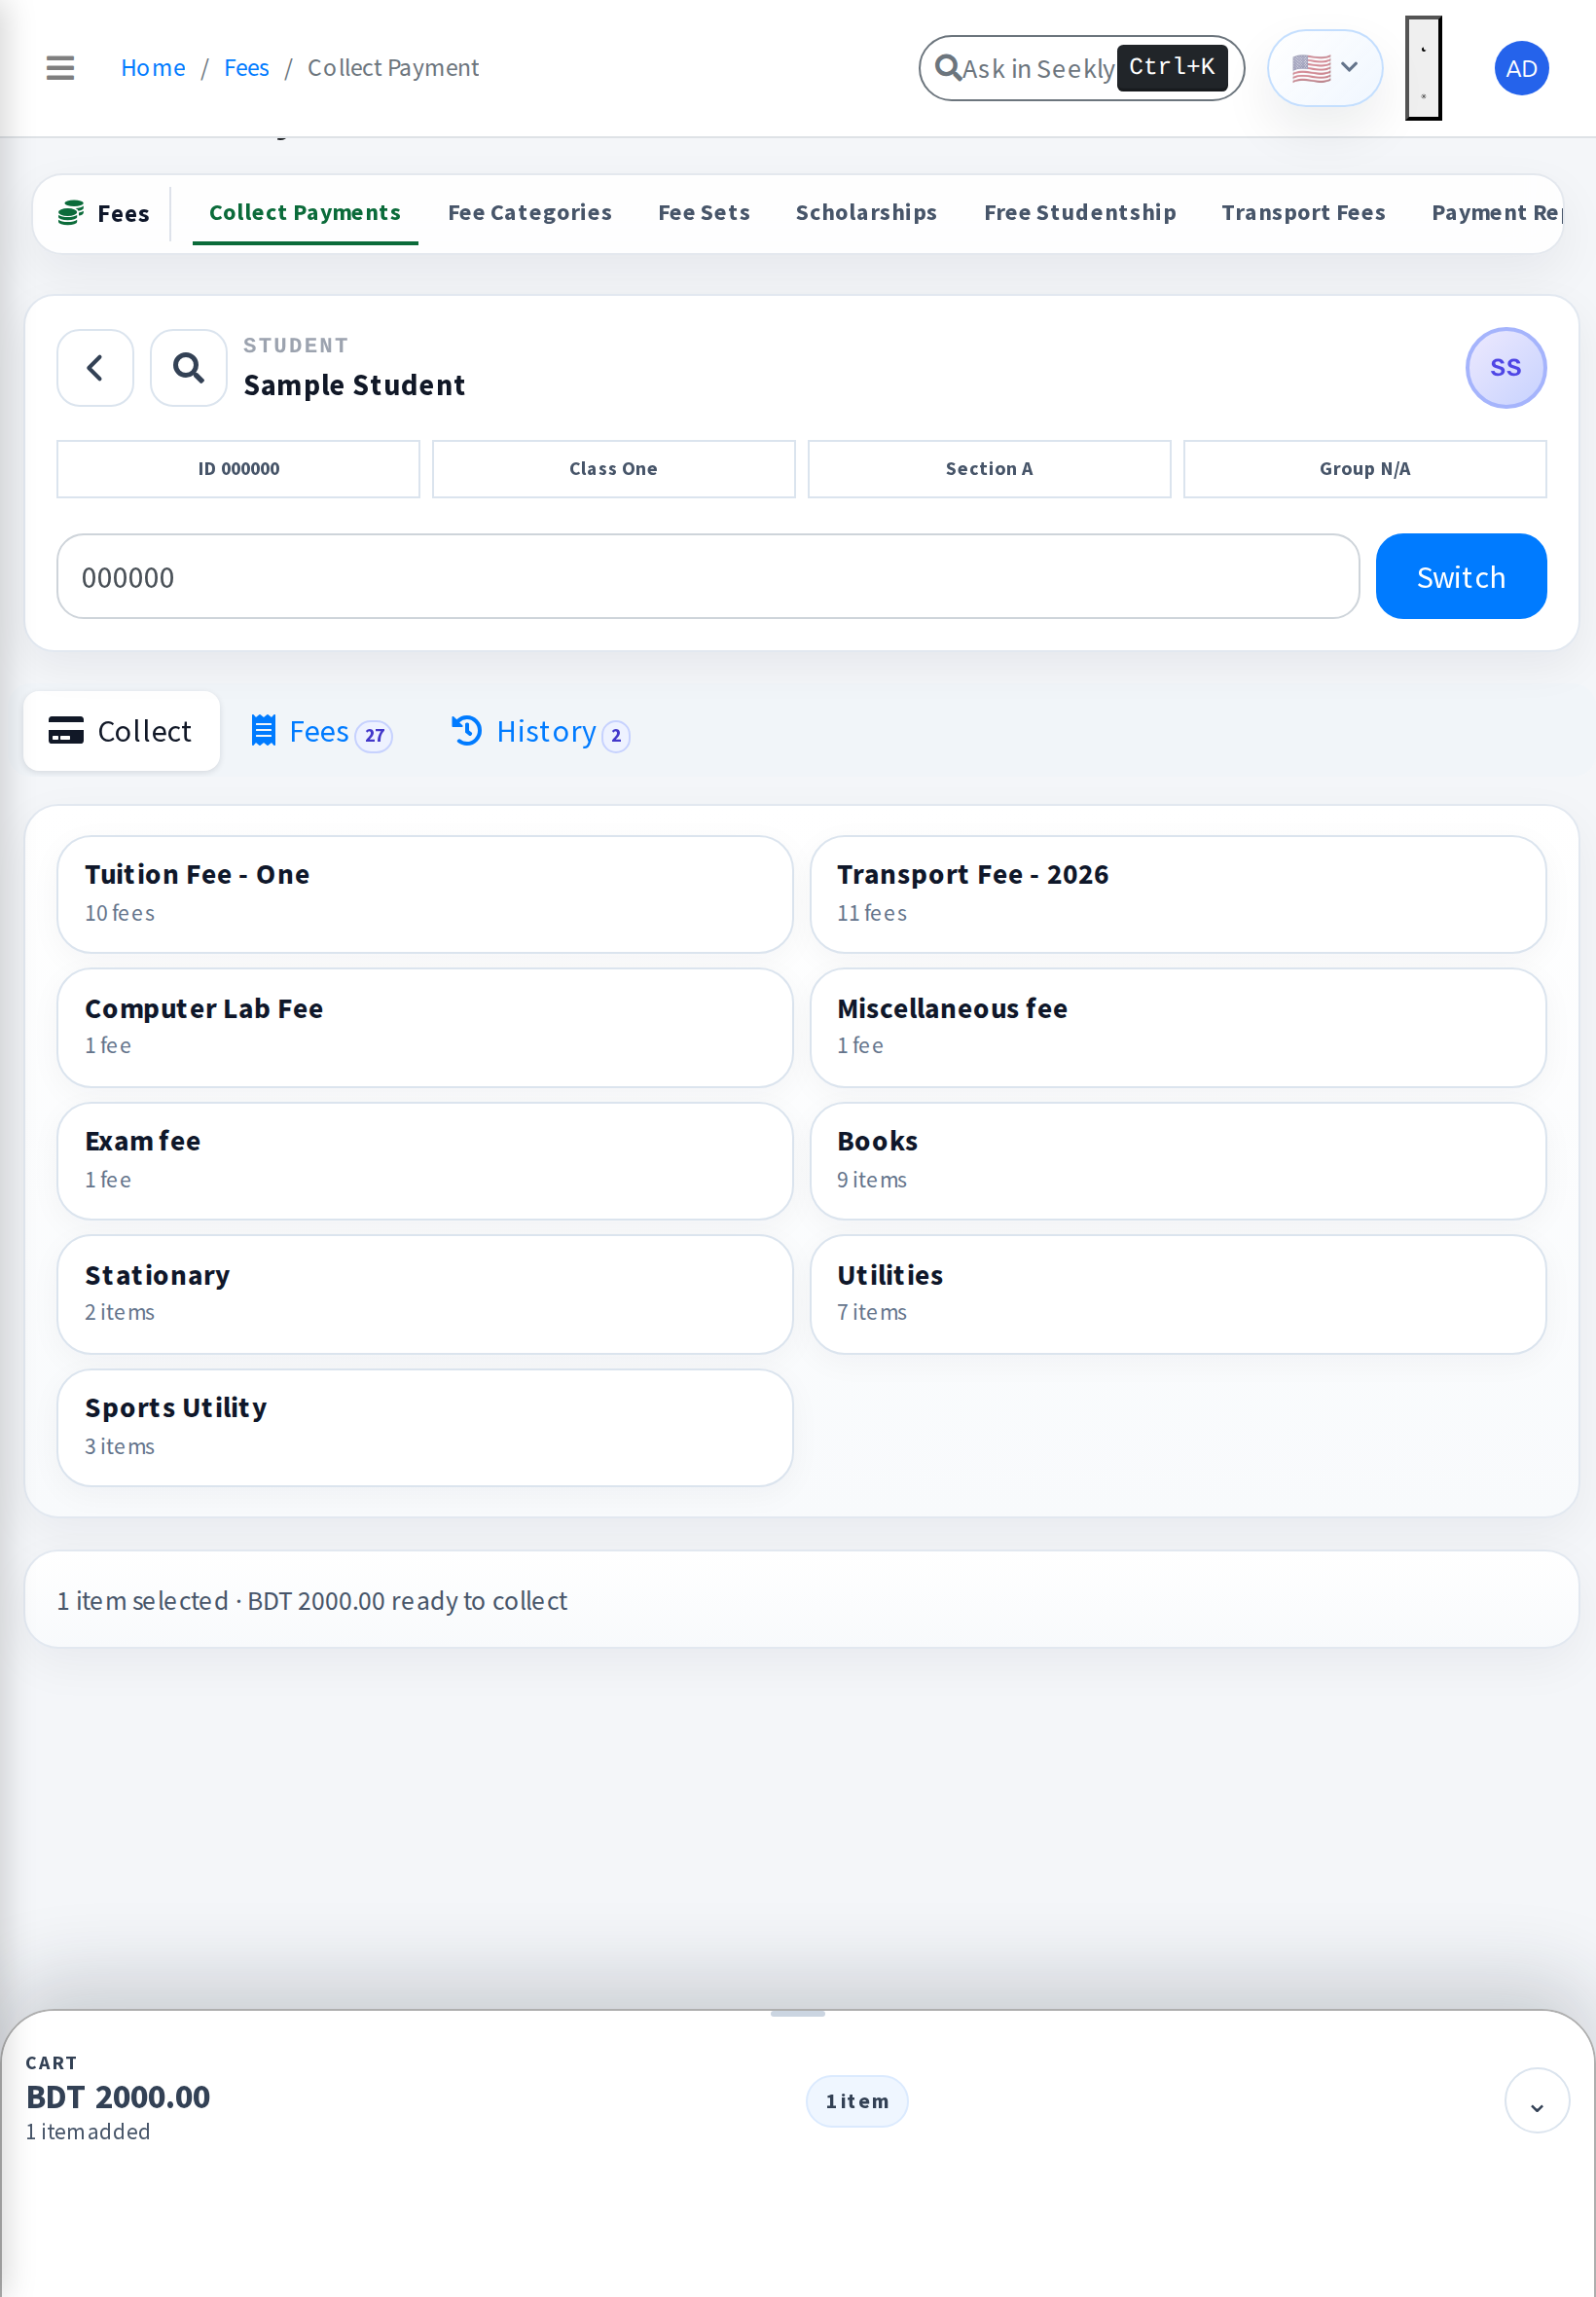 Home / Fees / Collect Payment
Ask in Seekly Ctrl+K
AD
Fees
Collect Payments
Fee Categories
Fee Sets
Scholarships
Free Studentship
Transport Fees
Payment Re
STUDENT
Sample Student
SS
ID 000000
Class One
Section A
Group N/A
000000
Switch
Collect
Fees 27
History 2
Tuition Fee - One
10 fees
Transport Fee - 2026
11 fees
Computer Lab Fee
1 fee
Miscellaneous fee
1 fee
Exam fee
1 fee
Books
9 items
Stationary
2 items
Utilities
7 items
Sports Utility
3 items
1 item selected · BDT 2000.00 ready to collect
CART
BDT 2000.00
1 item added
1 item